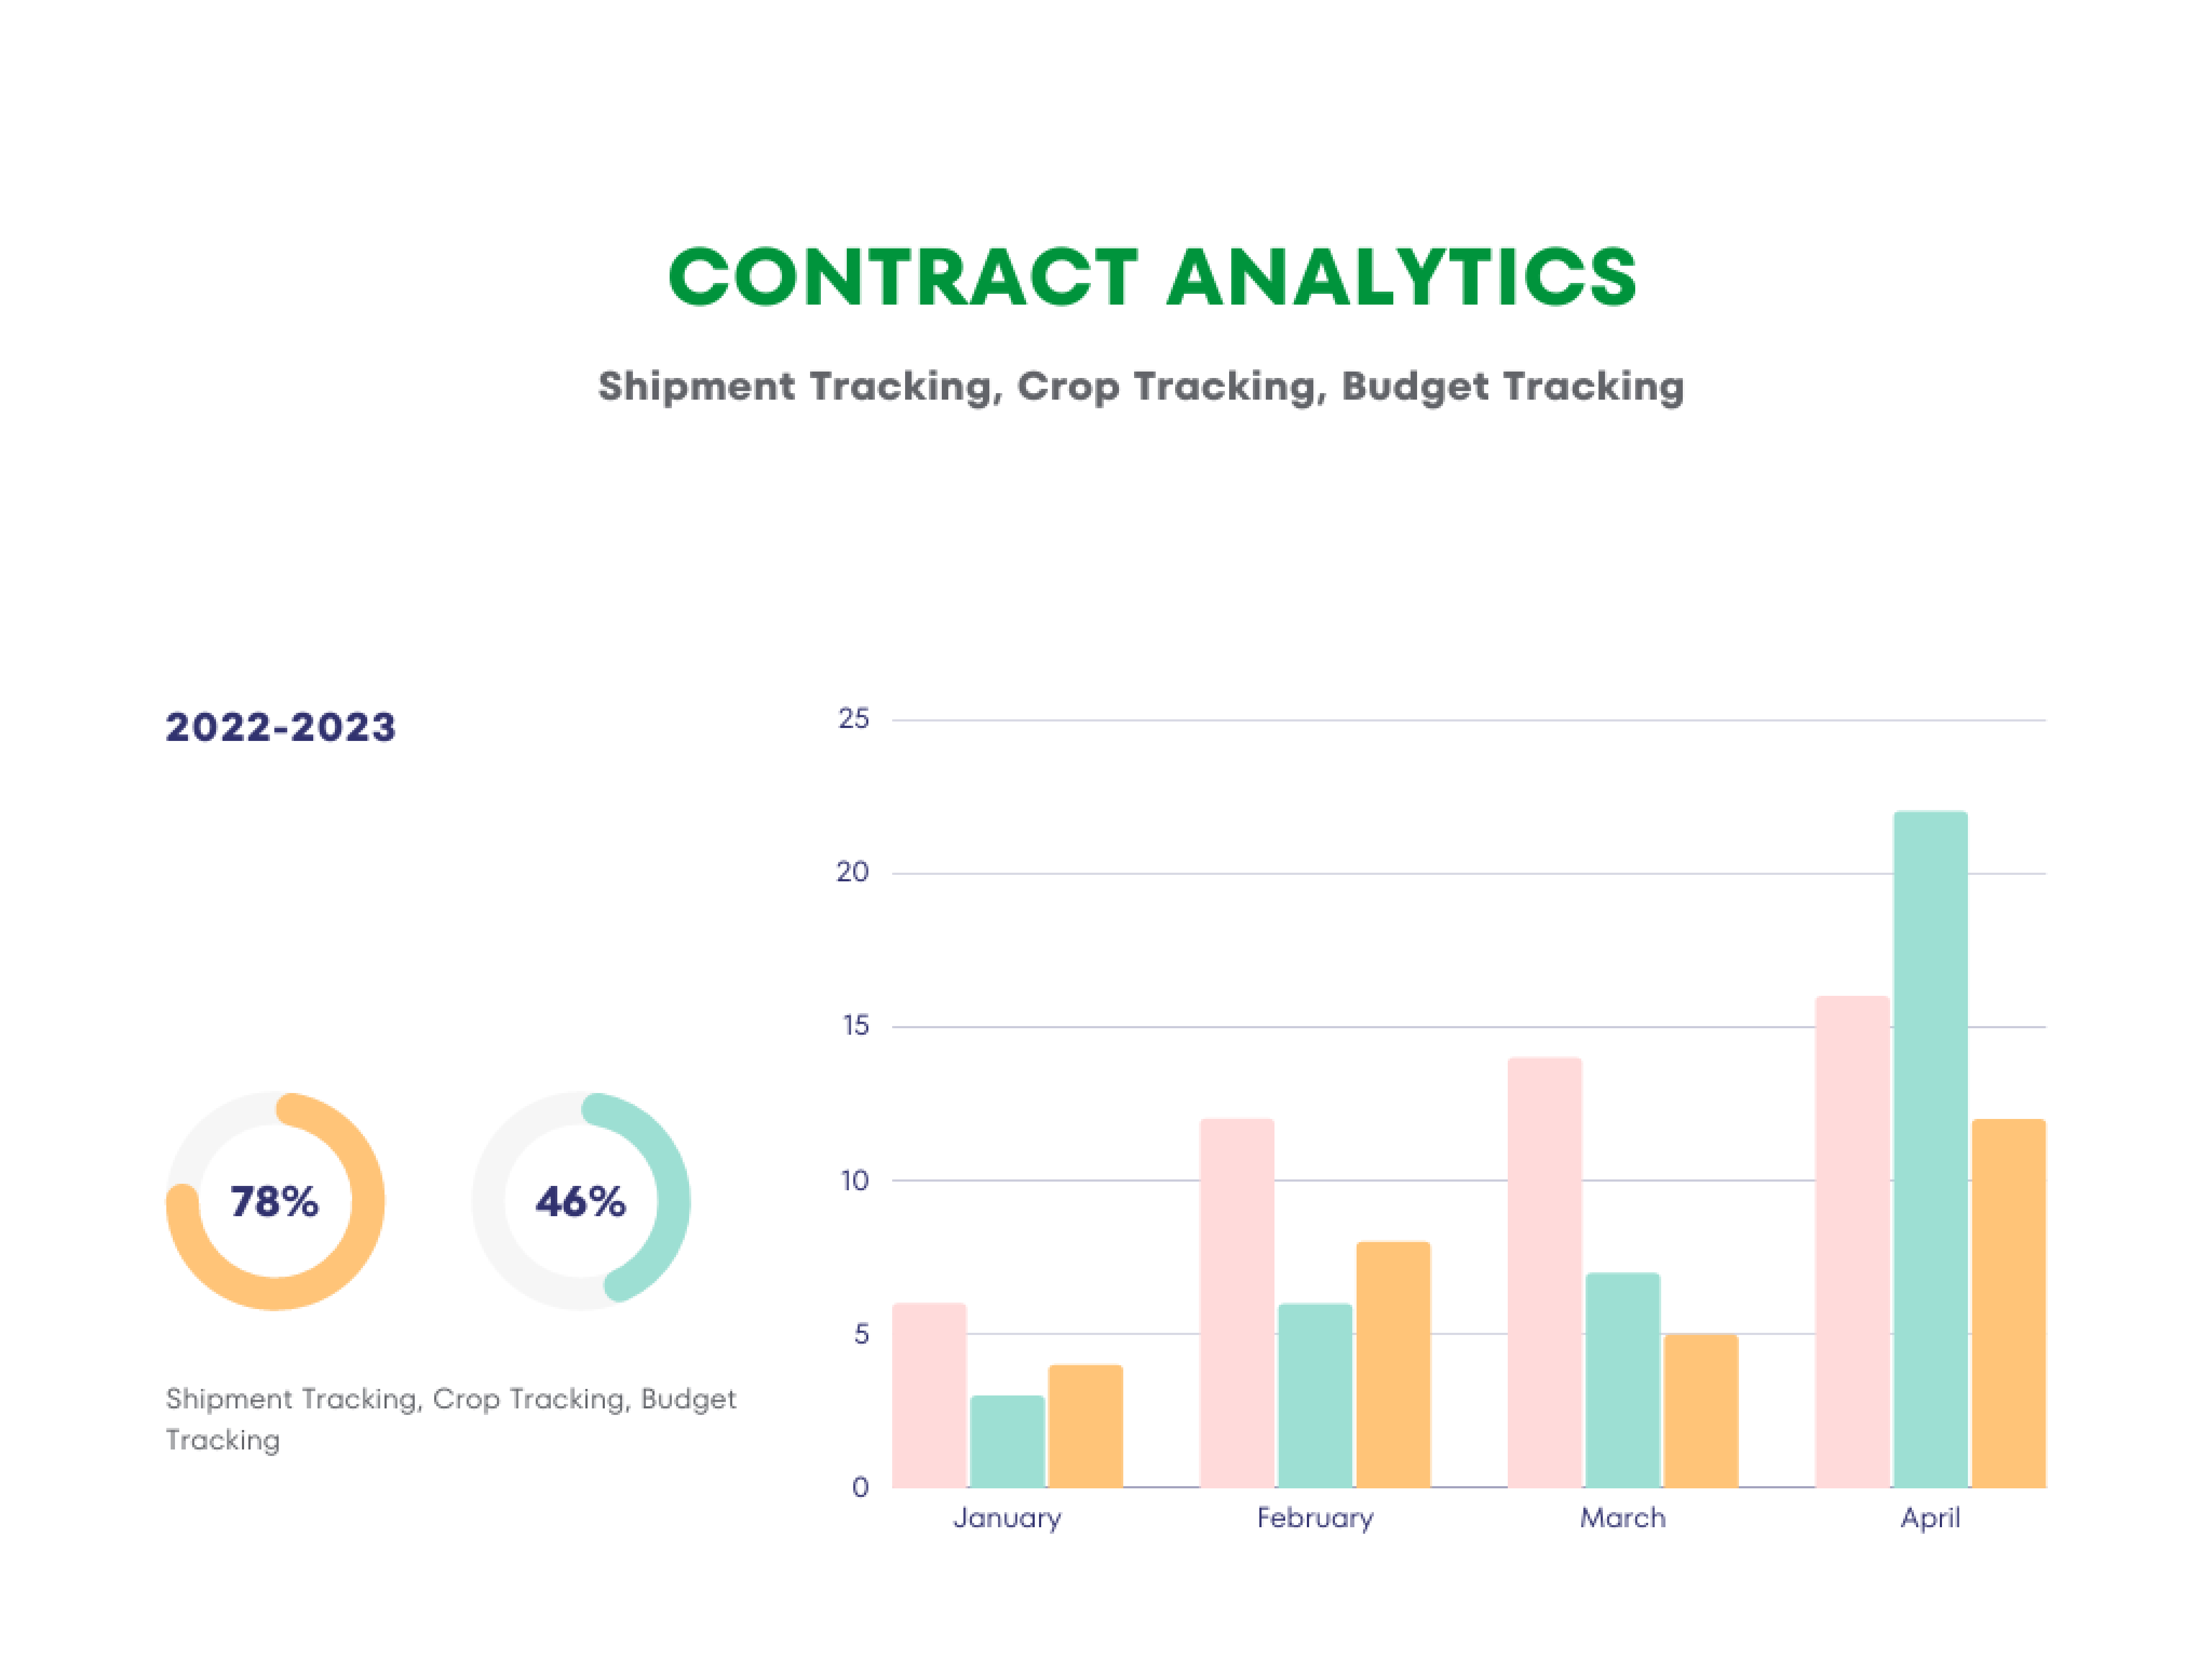 CONTRACT ANALYTICS
Shipment Tracking, Crop Tracking, Budget Tracking
2022-2023
78%
46%
Shipment Tracking, Crop Tracking, Budget
Tracking
25
20
15
10
5
0
January
February
March
April